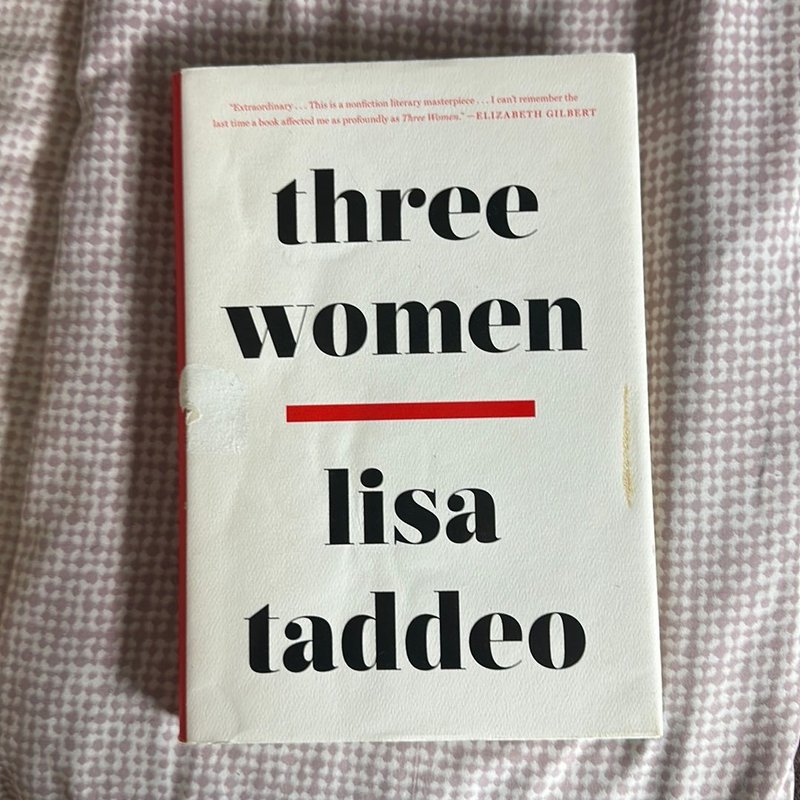 "Extraordinary . . . This is a nonfiction literary masterpiece . . . I can't remember the
last time a book affected me as profoundly as Three Women." —ELIZABETH GILBERT
three
women
lisa
taddeo